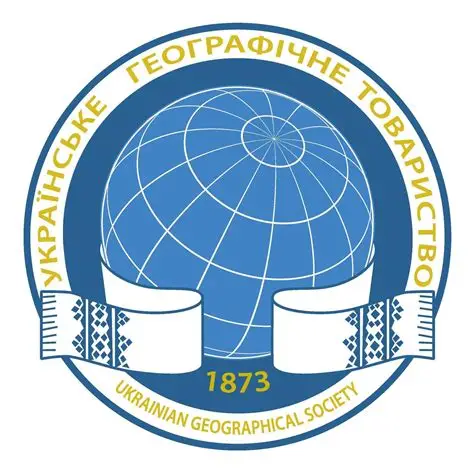 УКРАЇНСЬКЕ ГЕОГРАФІЧНЕ ТОВАРИСТВО
1873
UKRAINIAN GEOGRAPHICAL SOCIETY